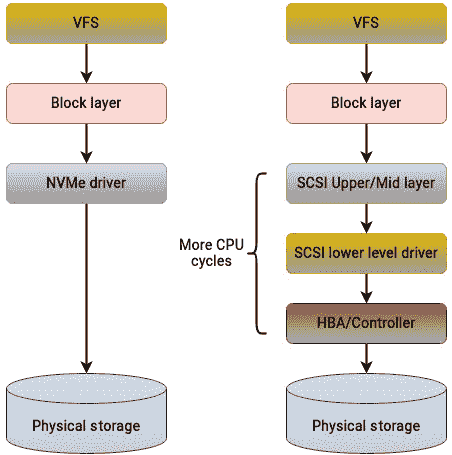 VFS
Block layer
NVMe driver
Physical storage
VFS
Block layer
SCSI Upper/Mid layer
More CPU
cycles
SCSI lower level driver
HBA/Controller
Physical storage